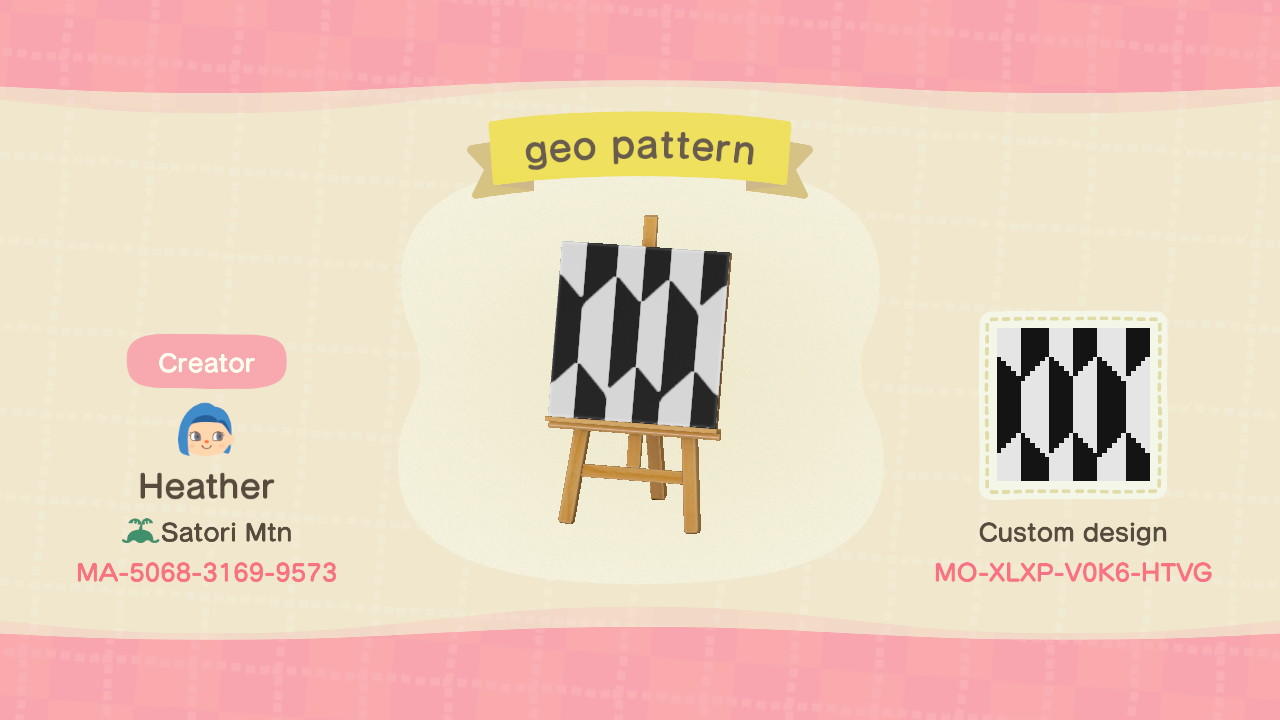 geo pattern
Creator
Heather
Satori Mtn
MA-5068-3169-9573
Custom design
MO-XLXP-V0K6-HTVG